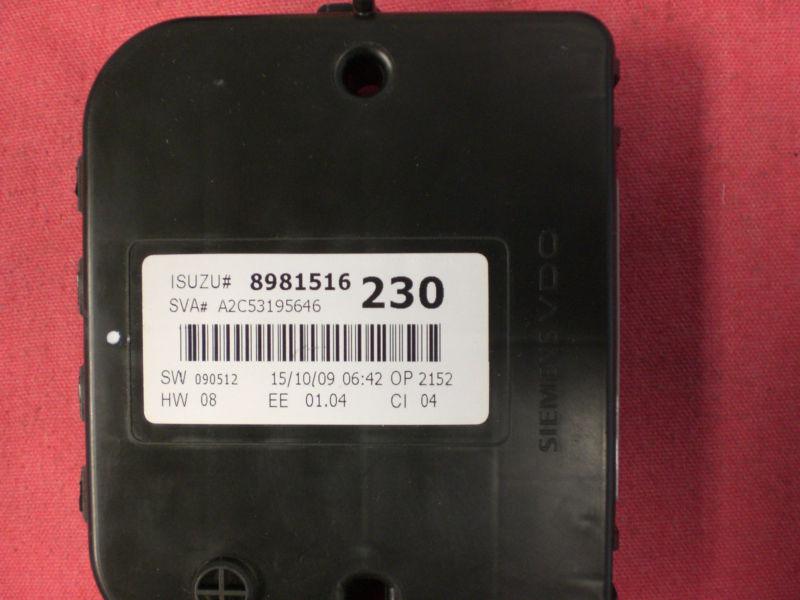 ISUZU# 8981516 230
SVA# A2C53195646
SW 090512 15/10/09 06:42 OP 2152
HW 08 EE 01.04 CI 04
SIEMENS VDO